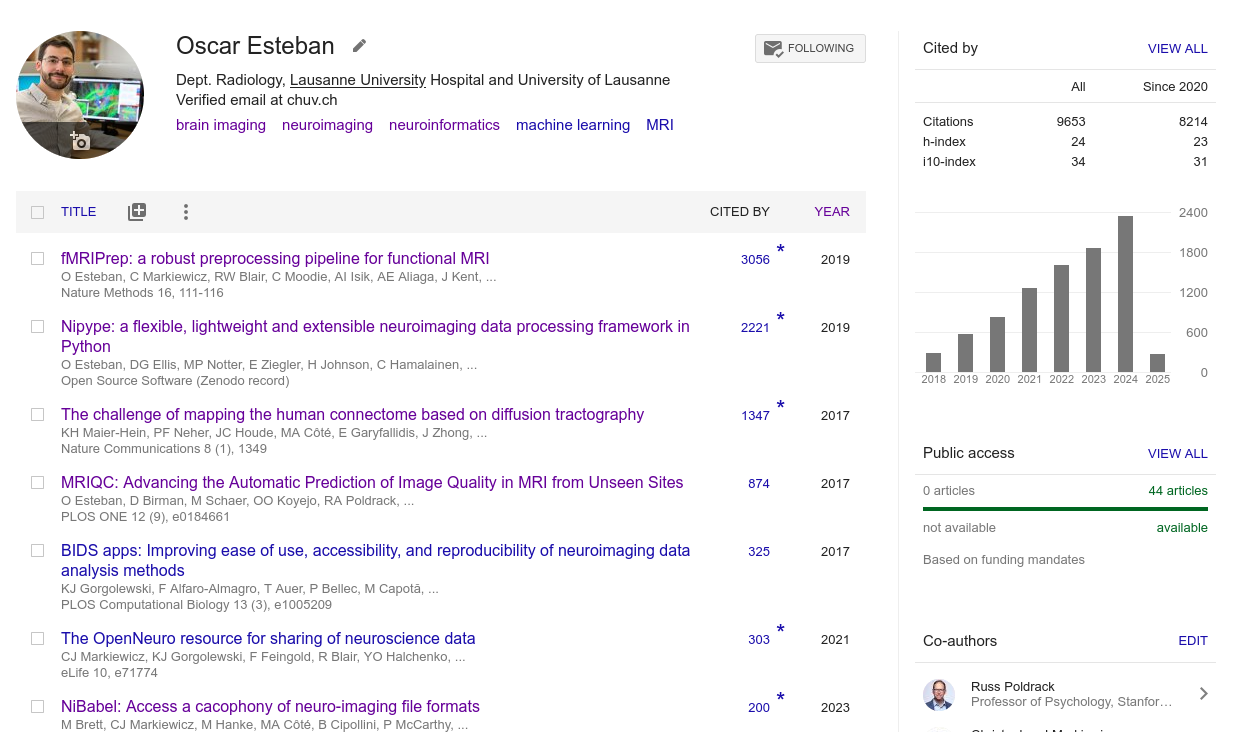 Oscar Esteban
FOLLOWING
Dept. Radiology, Lausanne University Hospital and University of Lausanne
Verified email at chuv.ch
brain imaging neuroimaging neuroinformatics machine learning MRI
TITLE CITED BY YEAR
fMRIPrep: a robust preprocessing pipeline for functional MRI 3056 * 2019
O Esteban, C Markiewicz, RW Blair, C Moodie, AI Isik, AE Aliaga, J Kent, ...
Nature Methods 16, 111-116
Nipype: a flexible, lightweight and extensible neuroimaging data processing framework in 2221 * 2019
Python
O Esteban, DG Ellis, MP Notter, E Ziegler, H Johnson, C Hamalainen, ...
Open Source Software (Zenodo record)
The challenge of mapping the human connectome based on diffusion tractography 1347 * 2017
KH Maier-Hein, PF Neher, JC Houde, MA Côté, E Garyfallidis, J Zhong, ...
Nature Communications 8 (1), 1349
MRIQC: Advancing the Automatic Prediction of Image Quality in MRI from Unseen Sites 874 2017
O Esteban, D Birman, M Schaer, OO Koyejo, RA Poldrack, ...
PLOS ONE 12 (9), e0184661
BIDS apps: Improving ease of use, accessibility, and reproducibility of neuroimaging data 325 2017
analysis methods
KJ Gorgolewski, F Alfaro-Almagro, T Auer, P Bellec, M Capotă, ...
PLOS Computational Biology 13 (3), e1005209
The OpenNeuro resource for sharing of neuroscience data 303 * 2021
CJ Markiewicz, KJ Gorgolewski, F Feingold, R Blair, YO Halchenko, ...
eLife 10, e71774
NiBabel: Access a cacophony of neuro-imaging file formats 200 * 2023
M Brett, CJ Markiewicz, M Hanke, MA Côté, B Cipollini, P McCarthy, ...
Cited by VIEW ALL
All Since 2020
Citations 9653 8214
h-index 24 23
i10-index 34 31
2400
1800
1200
600
0
2018 2019 2020 2021 2022 2023 2024 2025
Public access VIEW ALL
0 articles 44 articles
not available available
Based on funding mandates
Co-authors EDIT
Russ Poldrack
Professor of Psychology, Stanfor…